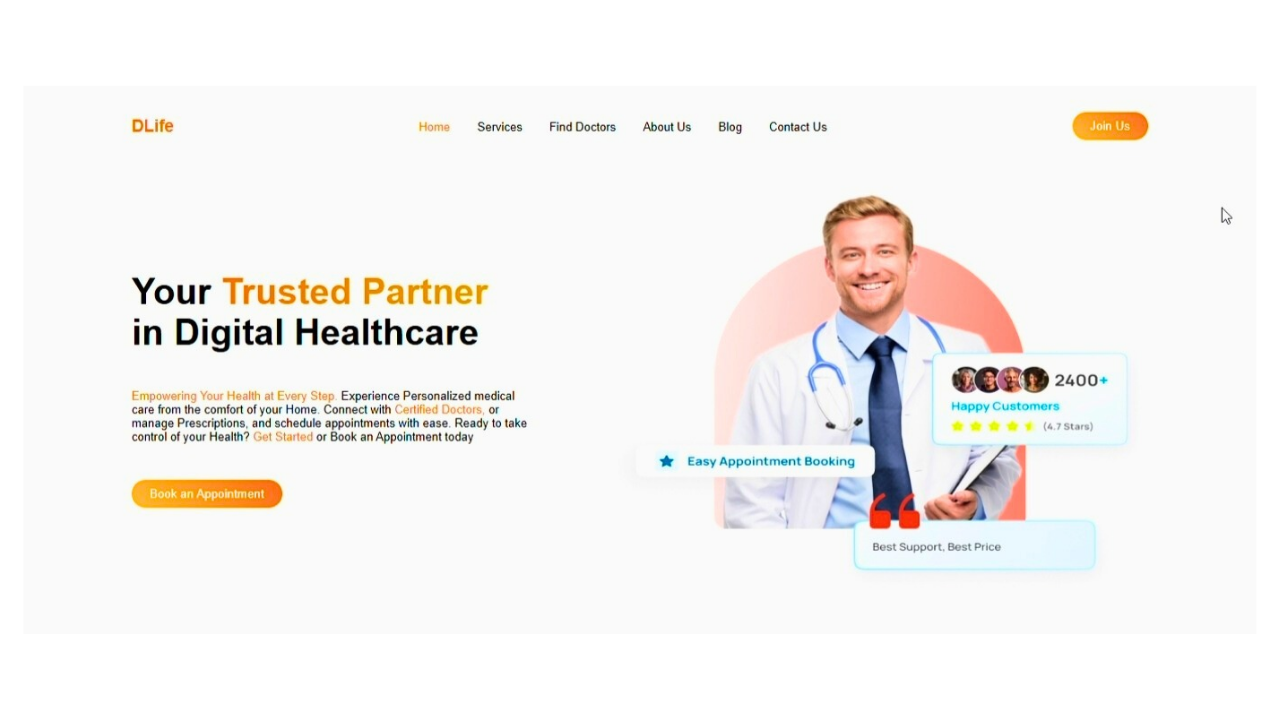 DLife
Home Services Find Doctors About Us Blog Contact Us
Join Us
Your Trusted Partner
in Digital Healthcare
Empowering Your Health at Every Step. Experience Personalized medical
care from the comfort of your Home. Connect with Certified Doctors, or
manage Prescriptions, and schedule appointments with ease. Ready to take
control of your Health? Get Started or Book an Appointment today
Book an Appointment
2400+
Happy Customers
(4.7 Stars)
Easy Appointment Booking
Best Support, Best Price